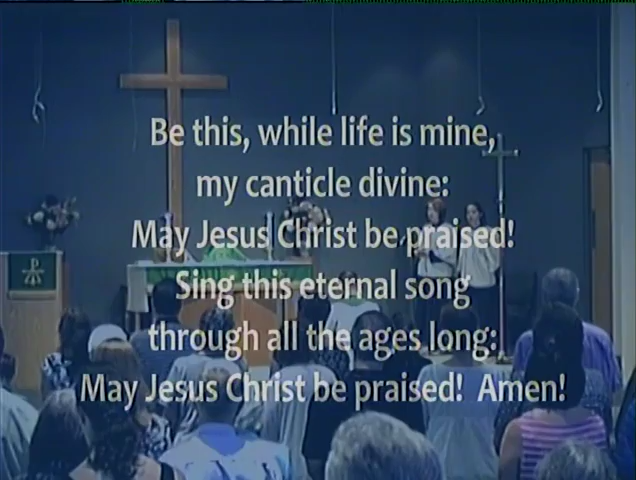 Be this, while life is mine,
my canticle divine:
May Jesus Christ be praised!
Sing this eternal song
through all the ages long:
May Jesus Christ be praised!  Amen!